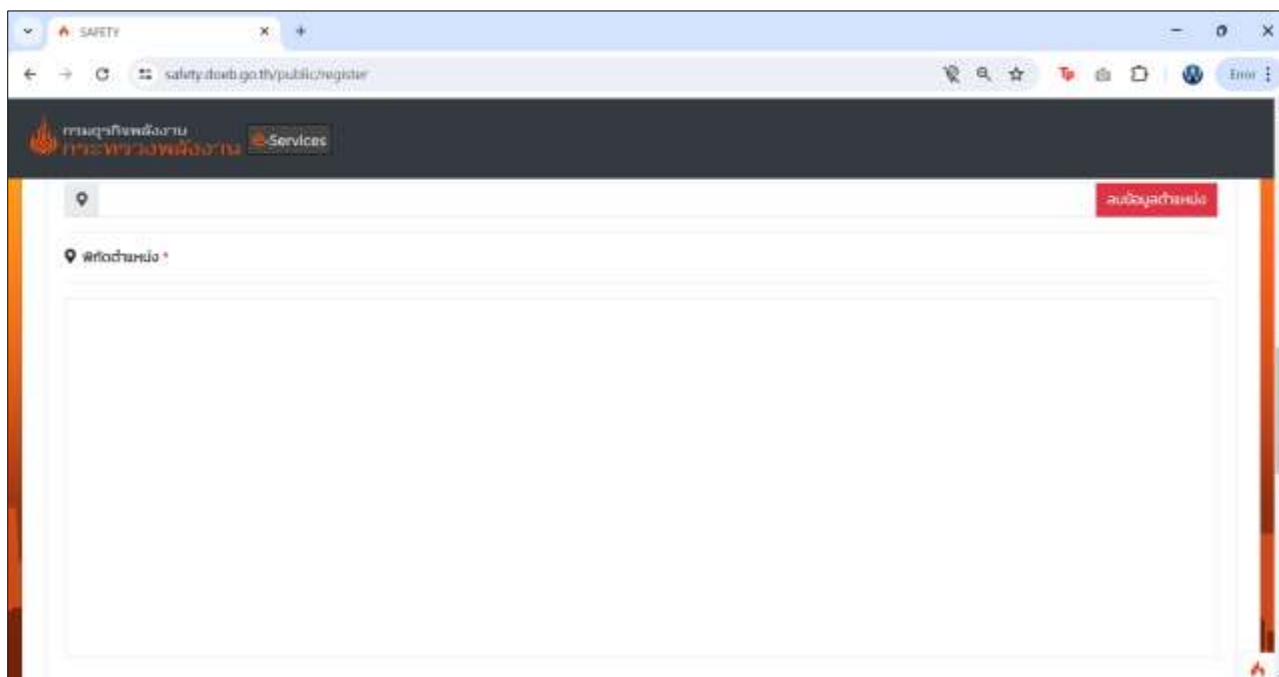 SAFETY
safety.doeb.go.th/public/register
Error
กรมธุรกิจพลังงาน
กระทรวงพลังงาน
e-Services
ลบข้อมูลตำแหน่ง
พิกัดตำแหน่ง *